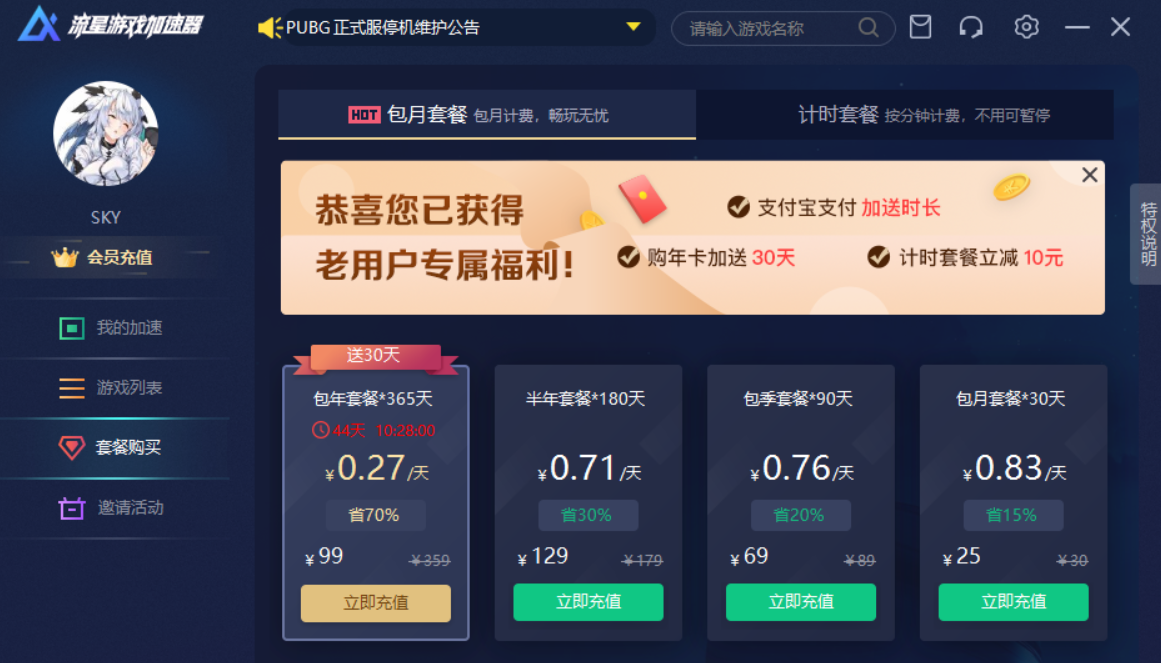 流星游戏加速器
PUBG 正式服停机维护公告
请输入游戏名称
SKY
会员充值
我的加速
游戏列表
套餐购买
邀请活动
HOT 包月套餐 包月计费，畅玩无忧
计时套餐 按分钟计费，不用可暂停
恭喜您已获得
老用户专属福利！
支付宝支付 加送时长
购年卡加送 30天
计时套餐立减 10元
特权说明
送30天
包年套餐*365天
44天 10:28:00
¥0.27/天
省70%
¥99 ¥359
立即充值
半年套餐*180天
¥0.71/天
省30%
¥129 ¥179
立即充值
包季套餐*90天
¥0.76/天
省20%
¥69 ¥89
立即充值
包月套餐*30天
¥0.83/天
省15%
¥25 ¥30
立即充值